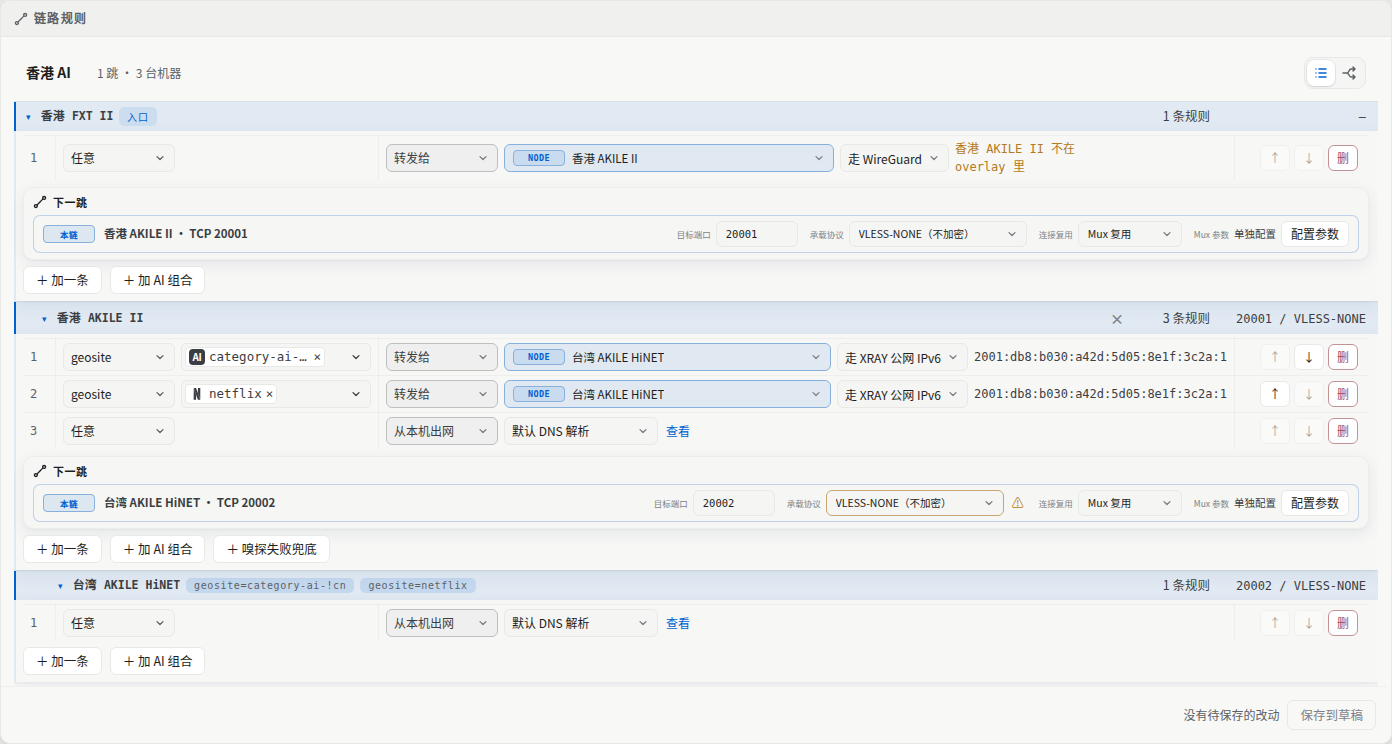 链路规则
香港 AI 1 跳 · 3 台机器
▾ 香港 FXT II 入口 1 条规则 —
1 任意 转发给 NODE 香港 AKILE II 走 WireGuard 香港 AKILE II 不在
overlay 里 ↑ ↓ 删
下一跳
本链 香港 AKILE II · TCP 20001 目标端口 20001 承载协议 VLESS-NONE（不加密） 连接复用 Mux 复用 Mux 参数 单独配置 配置参数
＋ 加一条 ＋ 加 AI 组合
▾ 香港 AKILE II × 3 条规则 20001 / VLESS-NONE
1 geosite AI category-ai-… × 转发给 NODE 台湾 AKILE HiNET 走 XRAY 公网 IPv6 2001:db8:b030:a42d:5d05:8e1f:3c2a:1 ↑ ↓ 删
2 geosite N netflix × 转发给 NODE 台湾 AKILE HiNET 走 XRAY 公网 IPv6 2001:db8:b030:a42d:5d05:8e1f:3c2a:1 ↑ ↓ 删
3 任意 从本机出网 默认 DNS 解析 查看 ↑ ↓ 删
下一跳
本链 台湾 AKILE HiNET · TCP 20002 目标端口 20002 承载协议 VLESS-NONE（不加密） 连接复用 Mux 复用 Mux 参数 单独配置 配置参数
＋ 加一条 ＋ 加 AI 组合 ＋ 嗅探失败兜底
▾ 台湾 AKILE HiNET geosite=category-ai-!cn geosite=netflix 1 条规则 20002 / VLESS-NONE
1 任意 从本机出网 默认 DNS 解析 查看 ↑ ↓ 删
＋ 加一条 ＋ 加 AI 组合
没有待保存的改动 保存到草稿